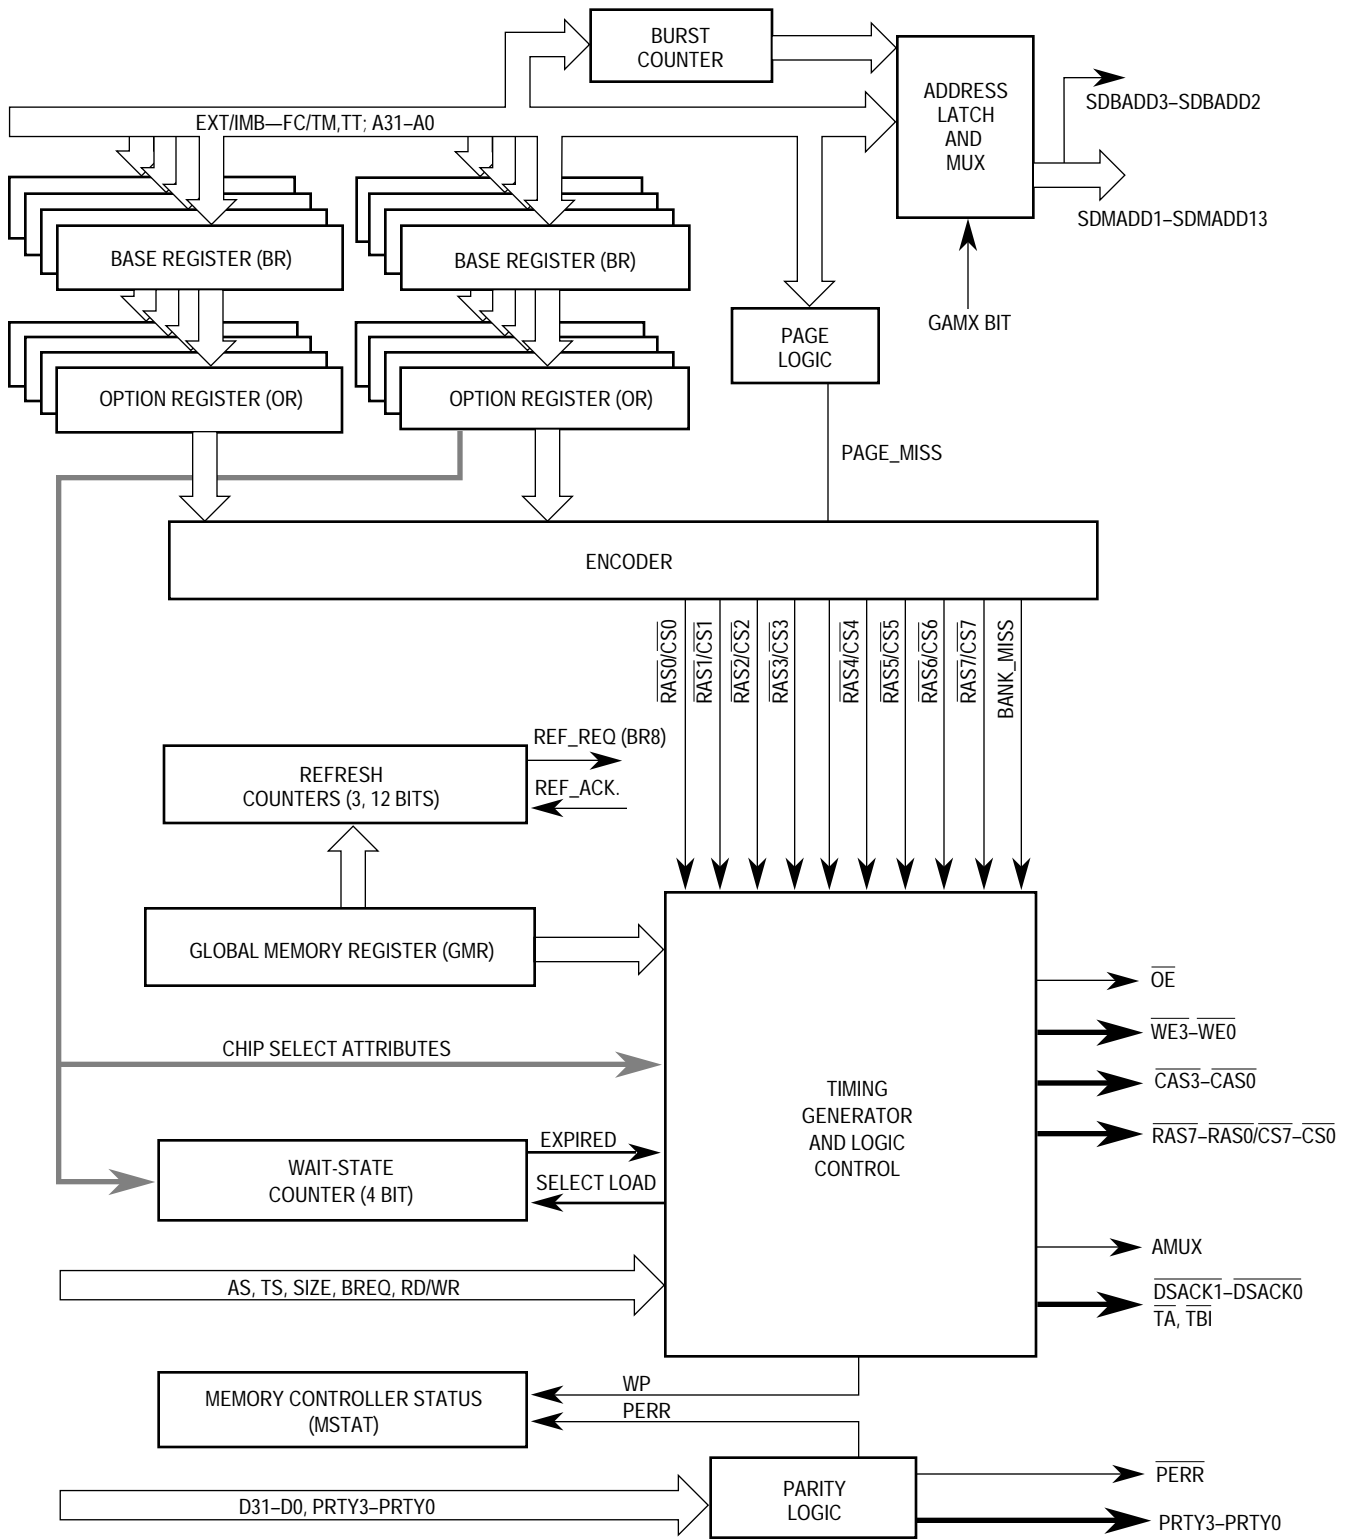 BURST
COUNTER
ADDRESS
LATCH
AND
MUX
SDBADD3–SDBADD2
EXT/IMB—FC/TM,TT; A31–A0
SDMADD1–SDMADD13
BASE REGISTER (BR)
BASE REGISTER (BR)
GAMX BIT
PAGE
LOGIC
OPTION REGISTER (OR)
OPTION REGISTER (OR)
PAGE_MISS
ENCODER
RAS0/CS0
RAS1/CS1
RAS2/CS2
RAS3/CS3
RAS4/CS4
RAS5/CS5
RAS6/CS6
RAS7/CS7
BANK_MISS
REF_REQ (BR8)
REFRESH
COUNTERS (3, 12 BITS)
REF_ACK.
GLOBAL MEMORY REGISTER (GMR)
OE
WE3–WE0
CHIP SELECT ATTRIBUTES
CAS3–CAS0
TIMING
GENERATOR
AND LOGIC
CONTROL
RAS7–RAS0/CS7–CS0
EXPIRED
WAIT-STATE
COUNTER (4 BIT)
SELECT LOAD
AMUX
AS, TS, SIZE, BREQ, RD/WR
DSACK1–DSACK0
TA, TBI
WP
MEMORY CONTROLLER STATUS
(MSTAT)
PERR
PARITY
LOGIC
PERR
D31–D0, PRTY3–PRTY0
PRTY3–PRTY0